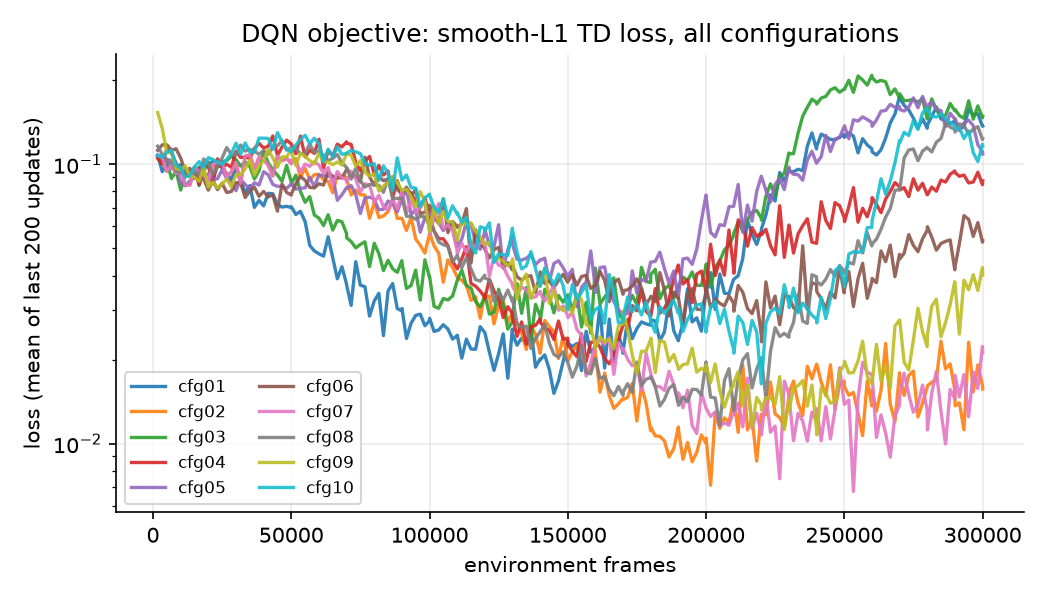 DQN objective: smooth-L1 TD loss, all configurations
loss (mean of last 200 updates)
10⁻¹
10⁻²
cfg01
cfg02
cfg03
cfg04
cfg05
cfg06
cfg07
cfg08
cfg09
cfg10
0 50000 100000 150000 200000 250000 300000
environment frames